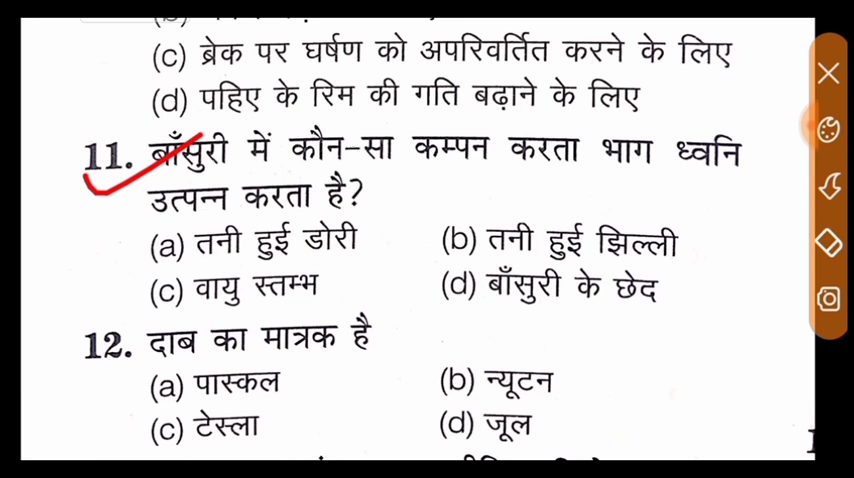 (c) ब्रेक पर घर्षण को अपरिवर्तित करने के लिए
(d) पहिए के रिम की गति बढ़ाने के लिए
11. बाँसुरी में कौन-सा कम्पन करता भाग ध्वनि
उत्पन्न करता है?
(a) तनी हुई डोरी (b) तनी हुई झिल्ली
(c) वायु स्तम्भ (d) बाँसुरी के छेद
12. दाब का मात्रक है
(a) पास्कल (b) न्यूटन
(c) टेस्ला (d) जूल